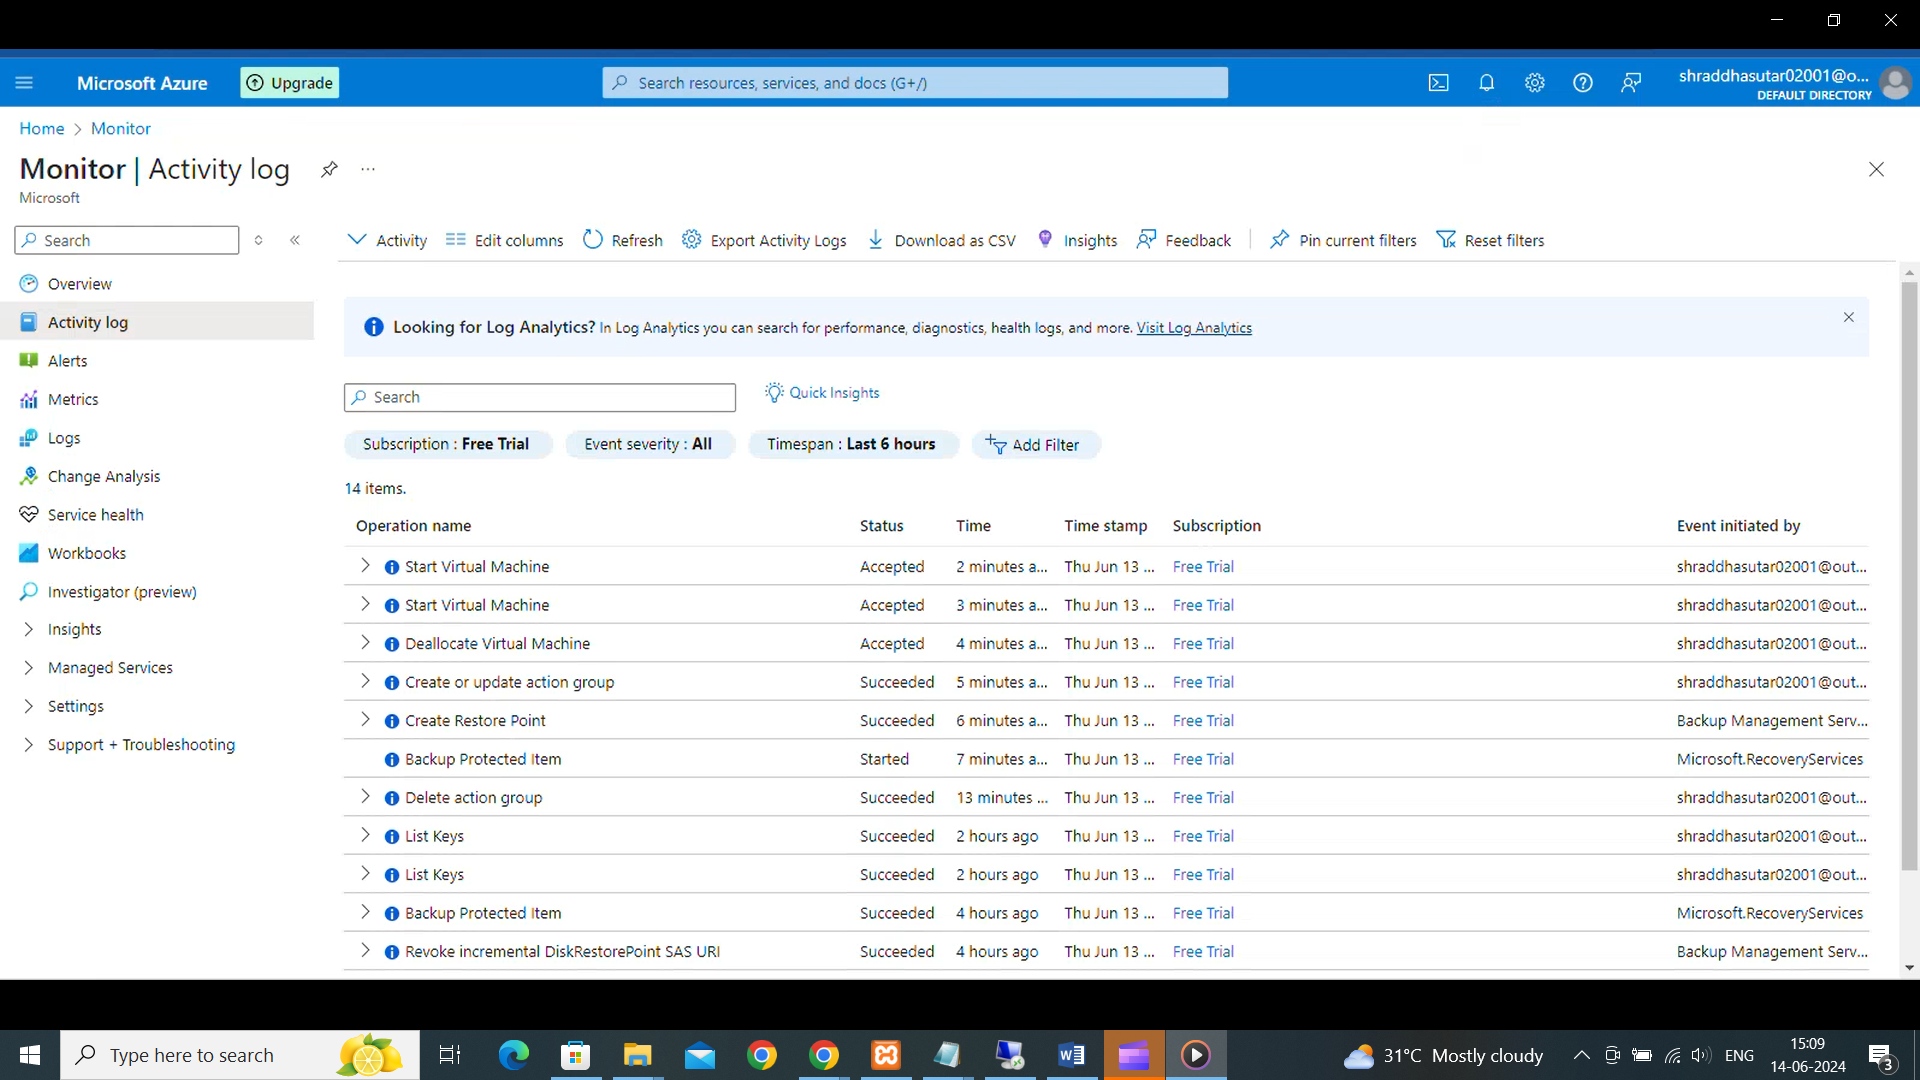 Microsoft Azure
Upgrade
Search resources, services, and docs (G+/)
shraddhasutar02001@o...
DEFAULT DIRECTORY
Home > Monitor
Monitor | Activity log
...
Microsoft
Search
Overview
Activity log
Alerts
Metrics
Logs
Change Analysis
Service health
Workbooks
Investigator (preview)
Insights
Managed Services
Settings
Support + Troubleshooting
Activity Edit columns Refresh Export Activity Logs Download as CSV Insights Feedback Pin current filters Reset filters
Looking for Log Analytics? In Log Analytics you can search for performance, diagnostics, health logs, and more. Visit Log Analytics
Search
Quick Insights
Subscription : Free Trial Event severity : All Timespan : Last 6 hours Add Filter
14 items.
Operation name Status Time Time stamp Subscription Event initiated by
Start Virtual Machine Accepted 2 minutes a... Thu Jun 13 ... Free Trial shraddhasutar02001@out...
Start Virtual Machine Accepted 3 minutes a... Thu Jun 13 ... Free Trial shraddhasutar02001@out...
Deallocate Virtual Machine Accepted 4 minutes a... Thu Jun 13 ... Free Trial shraddhasutar02001@out...
Create or update action group Succeeded 5 minutes a... Thu Jun 13 ... Free Trial shraddhasutar02001@out...
Create Restore Point Succeeded 6 minutes a... Thu Jun 13 ... Free Trial Backup Management Serv...
Backup Protected Item Started 7 minutes a... Thu Jun 13 ... Free Trial Microsoft.RecoveryServices
Delete action group Succeeded 13 minutes ... Thu Jun 13 ... Free Trial shraddhasutar02001@out...
List Keys Succeeded 2 hours ago Thu Jun 13 ... Free Trial shraddhasutar02001@out...
List Keys Succeeded 2 hours ago Thu Jun 13 ... Free Trial shraddhasutar02001@out...
Backup Protected Item Succeeded 4 hours ago Thu Jun 13 ... Free Trial Microsoft.RecoveryServices
Revoke incremental DiskRestorePoint SAS URI Succeeded 4 hours ago Thu Jun 13 ... Free Trial Backup Management Serv...
Type here to search
31°C Mostly cloudy
ENG
15:09
14-06-2024
3